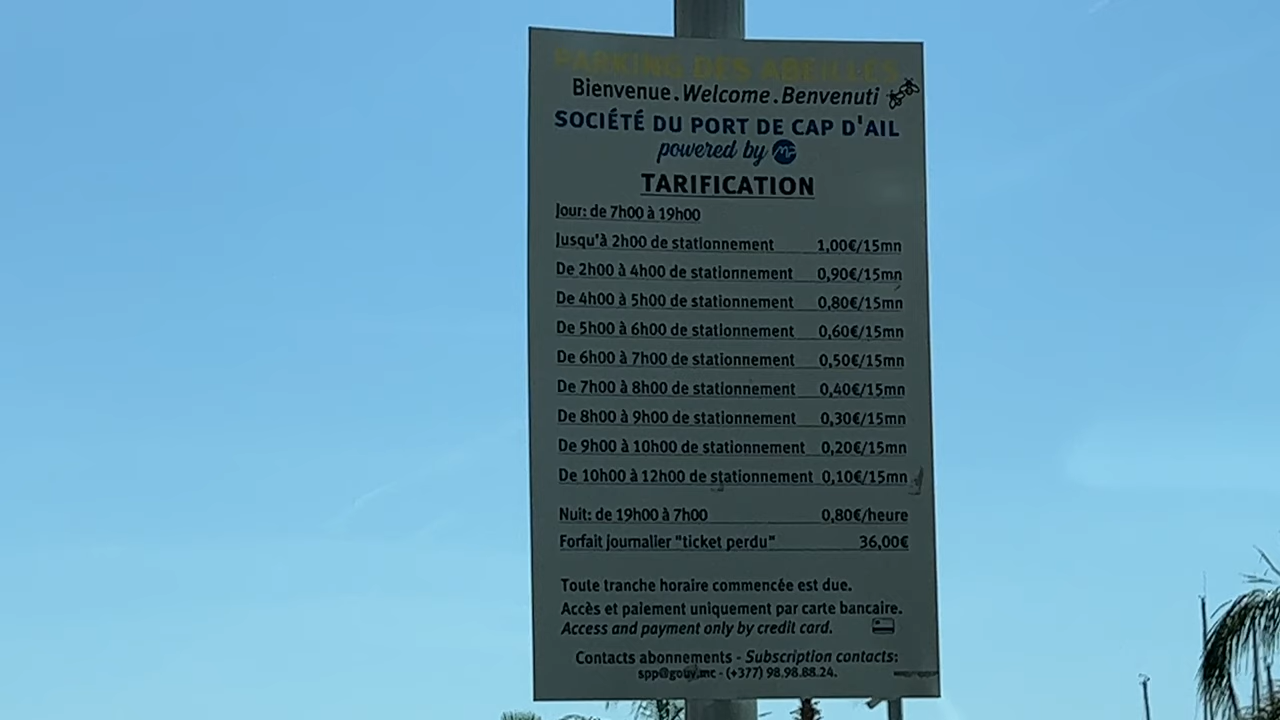 PARKING DES ABEILLES
Bienvenue.Welcome.Benvenuti
SOCIÉTÉ DU PORT DE CAP D'AIL
powered by
TARIFICATION
Jour: de 7h00 à 19h00
Jusqu'à 2h00 de stationnement 1,00€/15mn
De 2h00 à 4h00 de stationnement 0,90€/15mn
De 4h00 à 5h00 de stationnement 0,80€/15mn
De 5h00 à 6h00 de stationnement 0,60€/15mn
De 6h00 à 7h00 de stationnement 0,50€/15mn
De 7h00 à 8h00 de stationnement 0,40€/15mn
De 8h00 à 9h00 de stationnement 0,30€/15mn
De 9h00 à 10h00 de stationnement 0,20€/15mn
De 10h00 à 12h00 de stationnement 0,10€/15mn
Nuit: de 19h00 à 7h00 0,80€/heure
Forfait journalier "ticket perdu" 36,00€
Toute tranche horaire commencée est due.
Accès et paiement uniquement par carte bancaire.
Access and payment only by credit card.
Contacts abonnements - Subscription contacts:
spp@gouv.mc - (+377) 98.98.88.24.